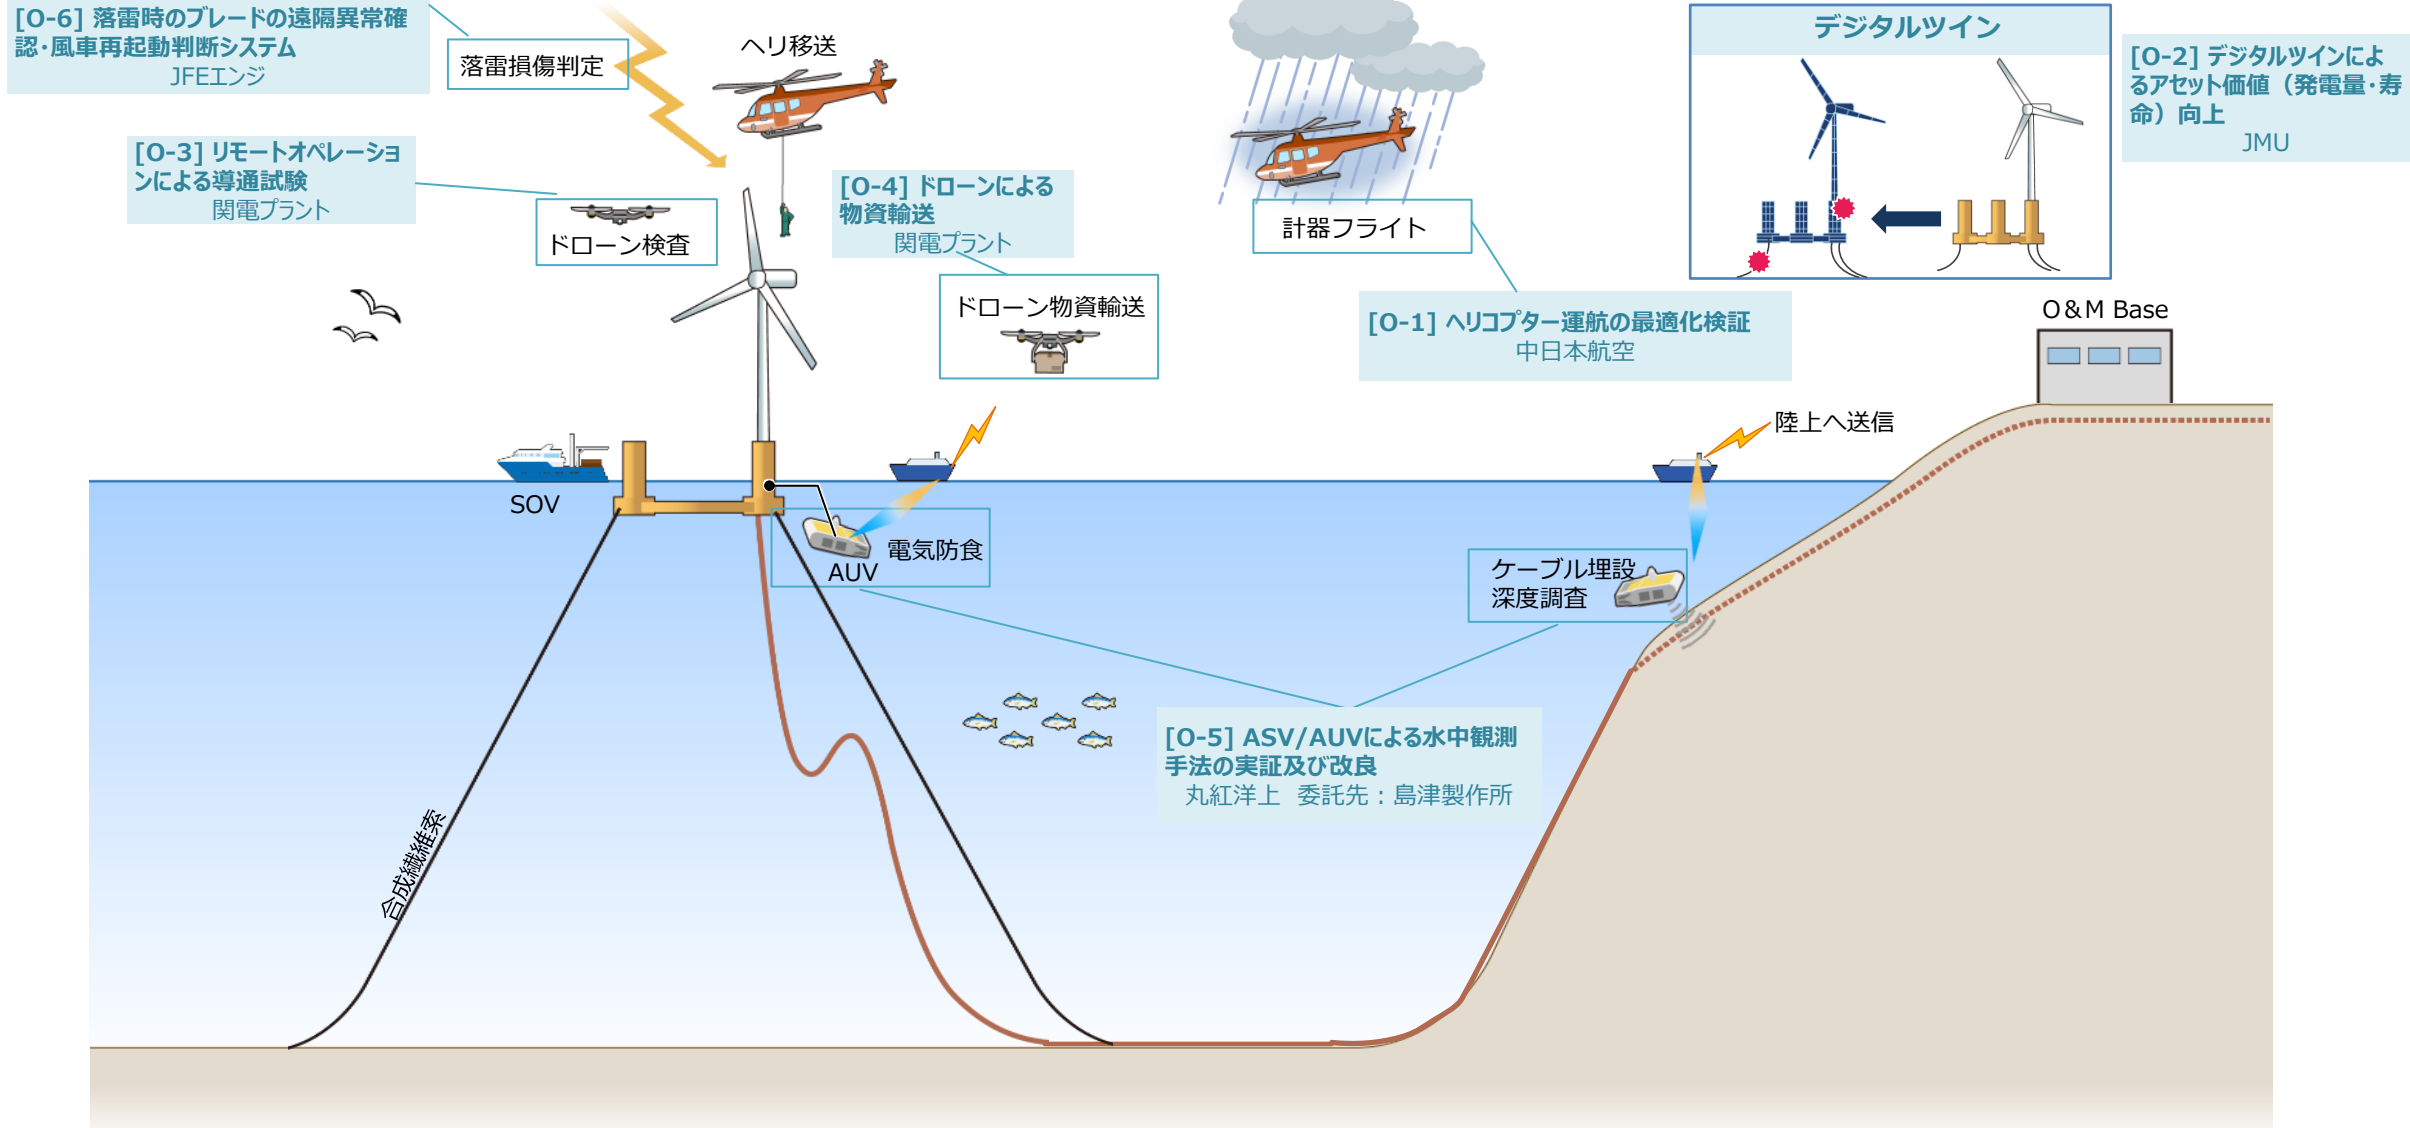 [O-6] 落雷時のブレードの遠隔異常確
認・風車再起動判断システム
JFEエンジ
落雷損傷判定
ヘリ移送
デジタルツイン
[O-2] デジタルツインによ
るアセット価値（発電量・寿
命）向上
JMU
[O-3] リモートオペレーショ
ンによる導通試験
関電プラント
ドローン検査
[O-4] ドローンによる
物資輸送
関電プラント
ドローン物資輸送
計器フライト
[O-1] ヘリコプター運航の最適化検証
中日本航空
O&M Base
陸上へ送信
SOV
電気防食
AUV
ケーブル埋設
深度調査
[O-5] ASV/AUVによる水中観測
手法の実証及び改良
丸紅洋上 委託先：島津製作所
合成繊維索